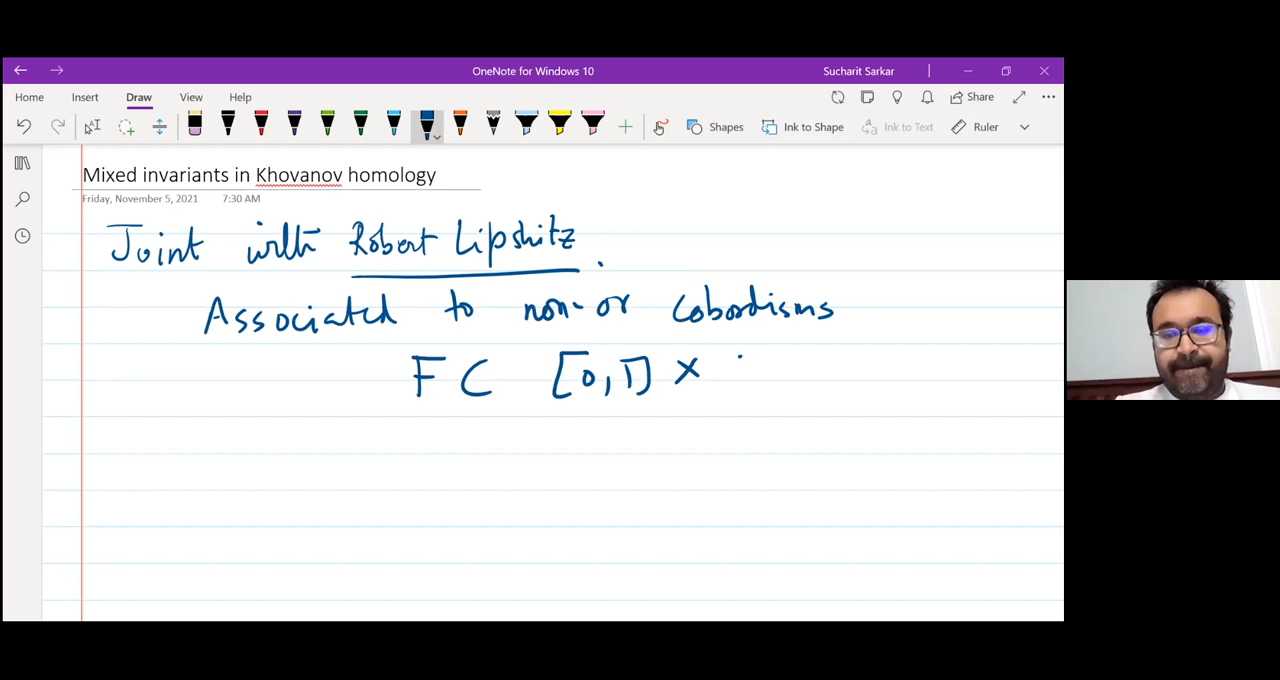 OneNote for Windows 10
Sucharit Sarkar
Home Insert Draw View Help
Share
Shapes
Ink to Shape
Ink to Text
Ruler
Mixed invariants in Khovanov homology
Friday, November 5, 2021 7:30 AM
Joint with Robert Lipshitz.
Associated to non-or cobordisms
F ⊂ [0,1] ×